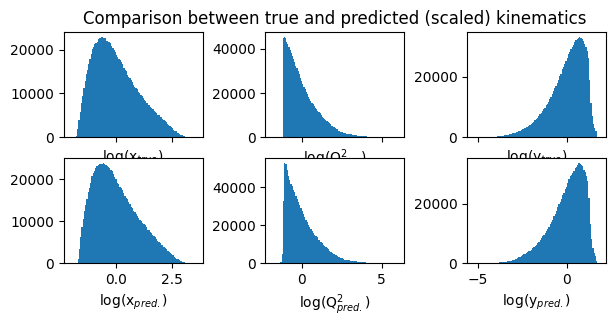 Comparison between true and predicted (scaled) kinematics
20000
10000
0
40000
20000
0
20000
0
log(x_true)
log(Q²
log(y_true)
20000
10000
0
40000
20000
0
20000
0
0.0 2.5
0 5
−5 0
log(x_pred.)
log(Q²_pred.)
log(y_pred.)